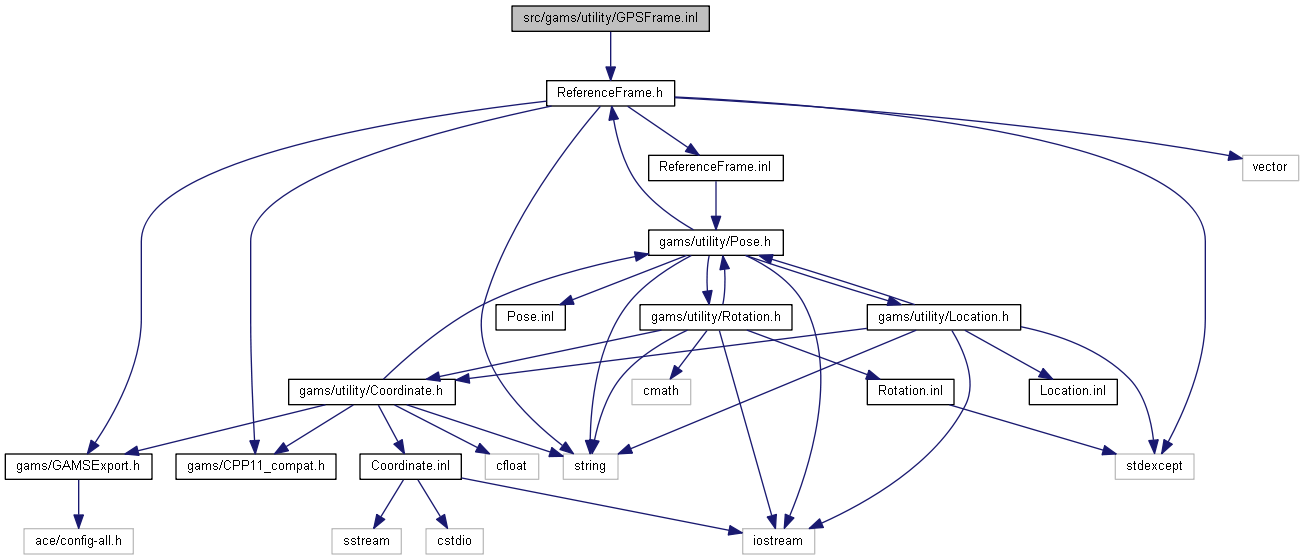 src/gams/utility/GPSFrame.inl
ReferenceFrame.h
ReferenceFrame.inl
vector
gams/utility/Pose.h
Pose.inl
gams/utility/Rotation.h
gams/utility/Location.h
gams/utility/Coordinate.h
cmath
Rotation.inl
Location.inl
gams/GAMSExport.h
gams/CPP11_compat.h
Coordinate.inl
cfloat
string
stdexcept
ace/config-all.h
sstream
cstdio
iostream